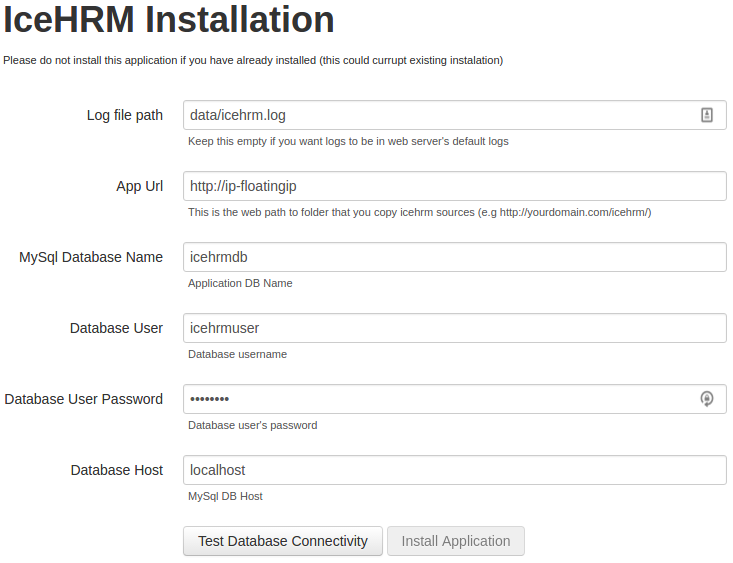 IceHRM Installation
Please do not install this application if you have already installed (this could currupt existing instalation)
Log file path
data/icehrm.log
Keep this empty if you want logs to be in web server's default logs
App Url
http://ip-floatingip
This is the web path to folder that you copy icehrm sources (e.g http://yourdomain.com/icehrm/)
MySql Database Name
icehrmdb
Application DB Name
Database User
icehrmuser
Database username
Database User Password
••••••••
Database user's password
Database Host
localhost
MySql DB Host
Test Database Connectivity
Install Application